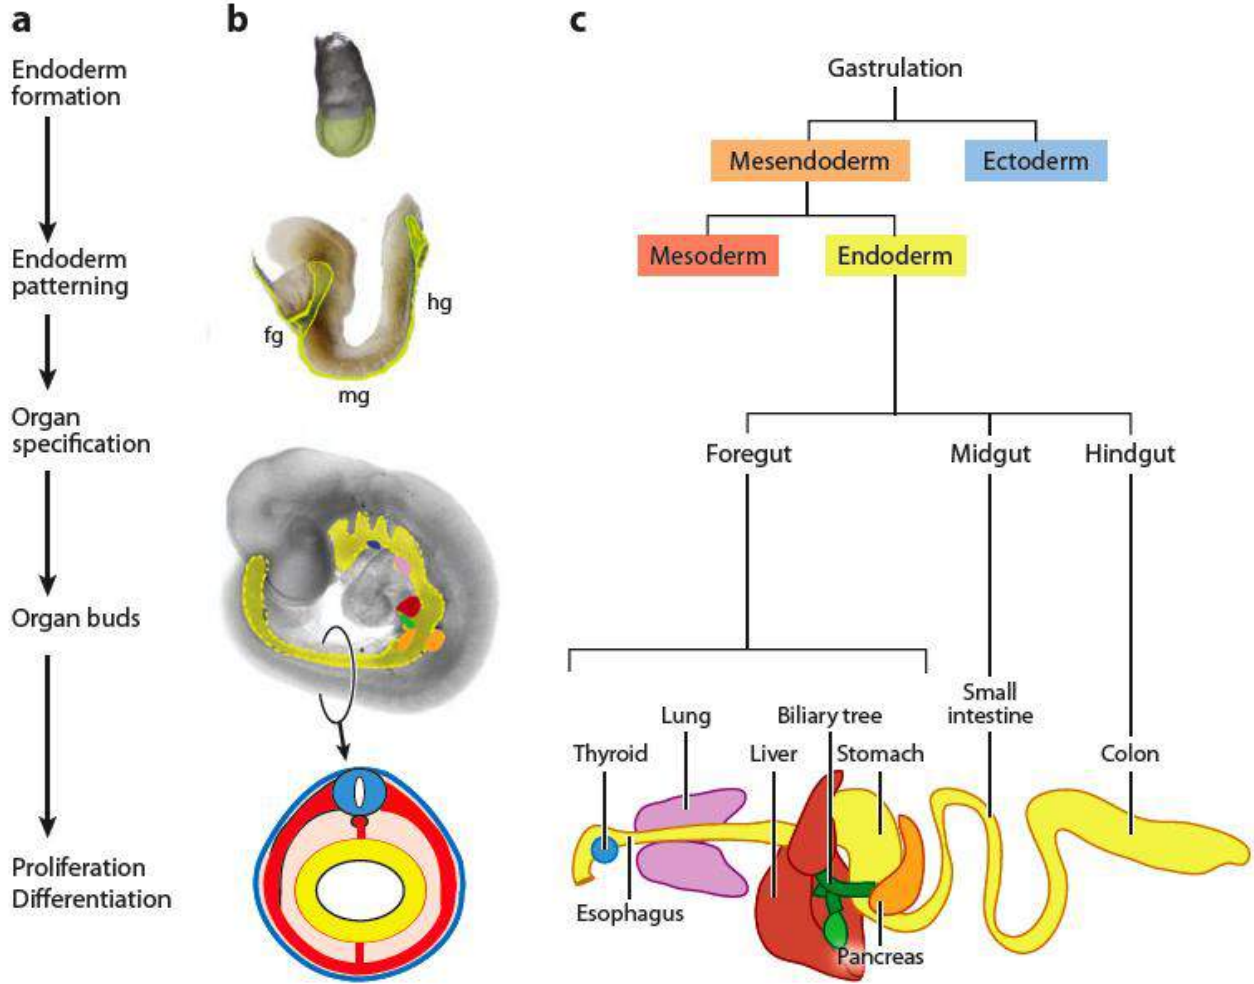 a
Endoderm
formation
Endoderm
patterning
Organ
specification
Organ buds
Proliferation
Differentiation
b
fg
hg
mg
c
Gastrulation
Mesendoderm
Ectoderm
Mesoderm
Endoderm
Foregut
Midgut
Hindgut
Small
intestine
Lung
Biliary tree
Thyroid
Liver
Stomach
Colon
Esophagus
Pancreas